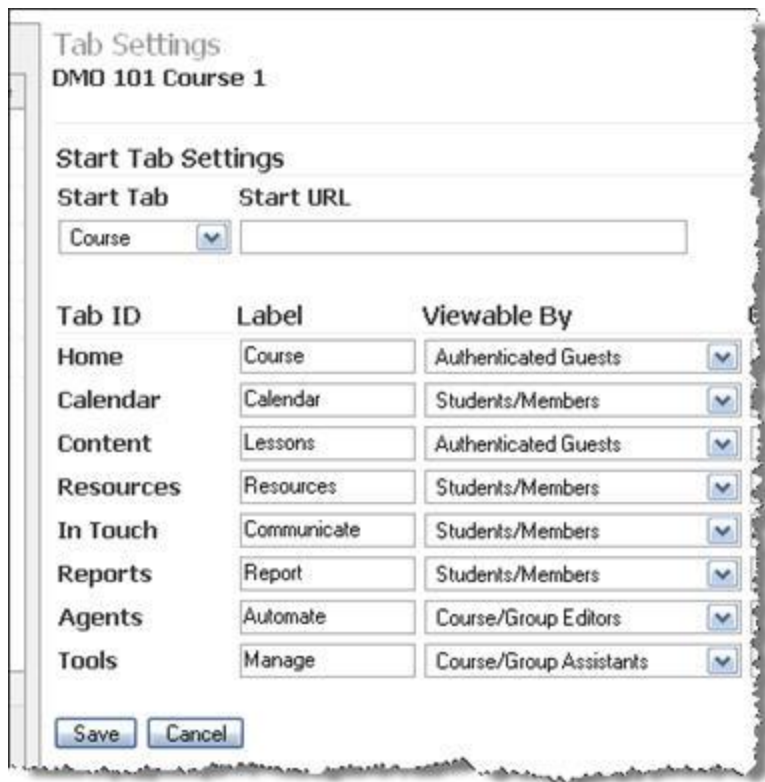 Tab Settings
DMO 101 Course 1
Start Tab Settings
Start Tab Start URL
Course
Tab ID Label Viewable By
Home Course Authenticated Guests
Calendar Calendar Students/Members
Content Lessons Authenticated Guests
Resources Resources Students/Members
In Touch Communicate Students/Members
Reports Report Students/Members
Agents Automate Course/Group Editors
Tools Manage Course/Group Assistants
Save Cancel